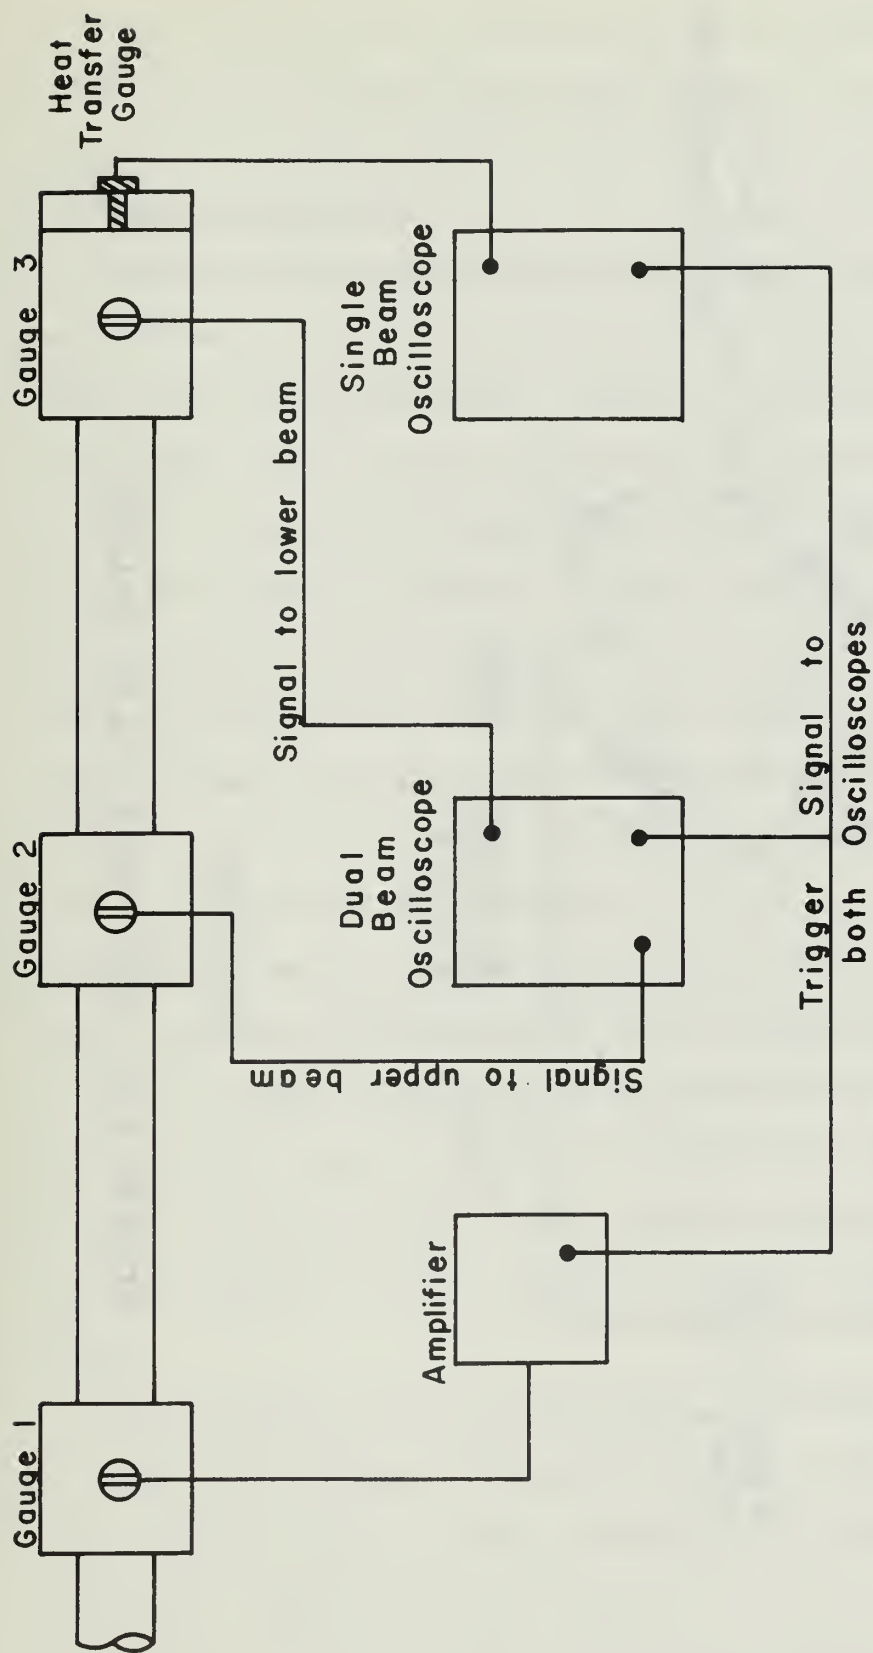 Gauge 1
Gauge 2
Gauge 3
Heat
Transfer
Gauge
Signal to lower beam
Signal to upper beam
Amplifier
Dual
Beam
Oscilloscope
Single
Beam
Oscilloscope
Trigger Signal to
both Oscilloscopes